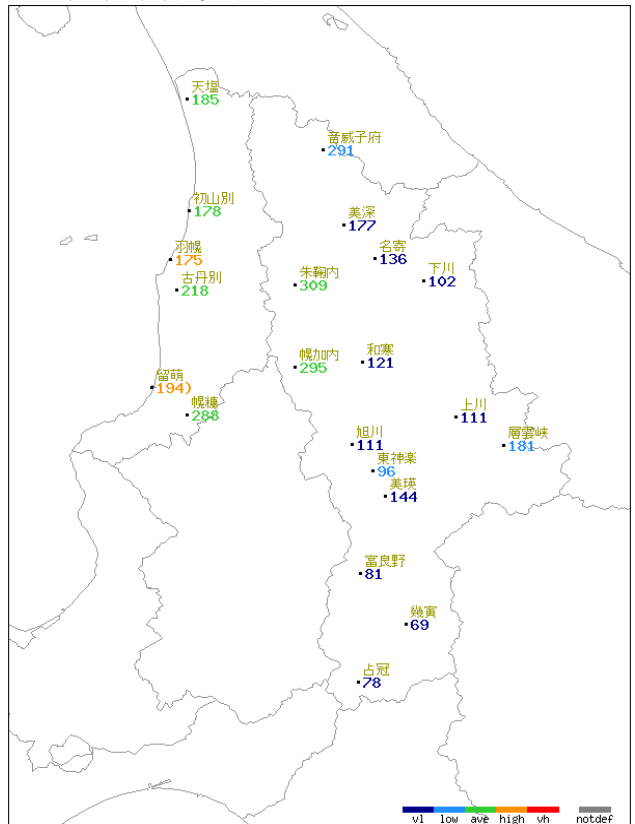 天塩
185
音威子府
291
初山別
178
美深
177
羽幌
175
名寄
136
下川
102
古丹別
218
朱鞠内
309
幌加内
295
和寒
121
留萌
194)
幌糠
288
上川
111
旭川
111
層雲峡
181
東神楽
96
美瑛
144
富良野
81
幾寅
69
占冠
78
vl low ave high vh notdef